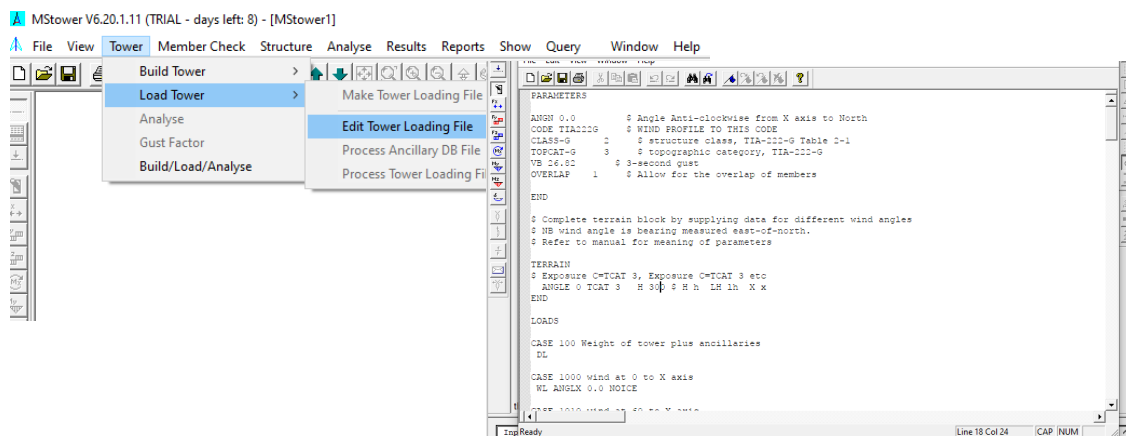 MStower V6.20.1.11 (TRIAL - days left: 8) - [MStower1]
File View Tower Member Check Structure Analyse Results Reports Show Query Window Help
Build Tower
Load Tower
Analyse
Gust Factor
Build/Load/Analyse
Make Tower Loading File
Edit Tower Loading File
Process Ancillary DB File
Process Tower Loading Fi
PARAMETERS
ANGN 0.0 $ Angle Anti-clockwise from X axis to North
CODE TIA222G $ WIND PROFILE TO THIS CODE
CLASS-G 2 $ structure class, TIA-222-G Table 2-1
TOPCAT-G 3 $ topographic category, TIA-222-G
VB 26.82 $ 3-second gust
OVERLAP 1 $ Allow for the overlap of members
END
$ Complete terrain block by supplying data for different wind angles
$ NB wind angle is bearing measured east-of-north.
$ Refer to manual for meaning of parameters
TERRAIN
$ Exposure C=TCAT 3, Exposure C=TCAT 3 etc
ANGLE 0 TCAT 3 H 300 $ H h LH lh X x
END
LOADS
CASE 100 Weight of tower plus ancillaries
DL
CASE 1000 wind at 0 to X axis
WL ANGLX 0.0 NOICE
CASE 1010 wind at 60 to X axis
Inp Ready
Line 18 Col 24 CAP NUM